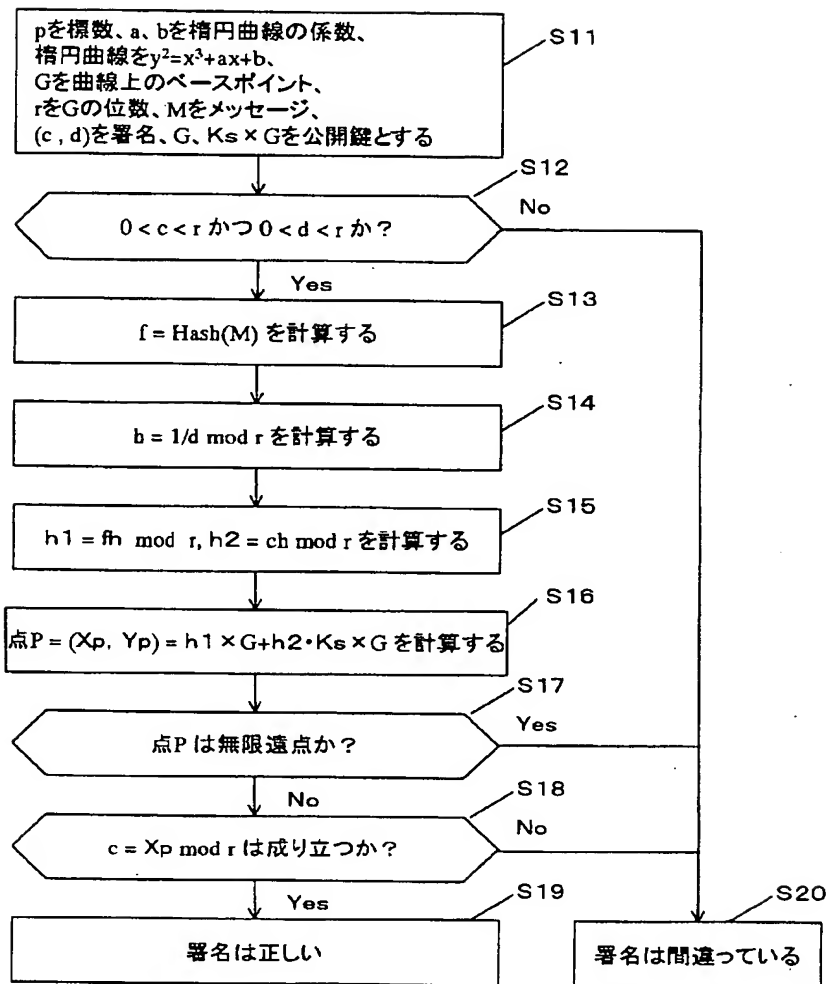 pを標数、a、bを楕円曲線の係数、
楕円曲線をy²=x³+ax+b、
Gを曲線上のベースポイント、
rをGの位数、Mをメッセージ、
(c , d)を署名、G、Ks×Gを公開鍵とする
S11
S12
0 < c < r かつ 0 < d < r か？
No
Yes
S13
f = Hash(M) を計算する
S14
h = 1/d mod r を計算する
S15
h1 = fh mod r, h2 = ch mod r を計算する
S16
点P = (Xp, Yp) = h1×G+h2・Ks×G を計算する
S17
点P は無限遠点か？
Yes
No
S18
c = Xp mod r は成り立つか？
No
Yes
S19
署名は正しい
S20
署名は間違っている